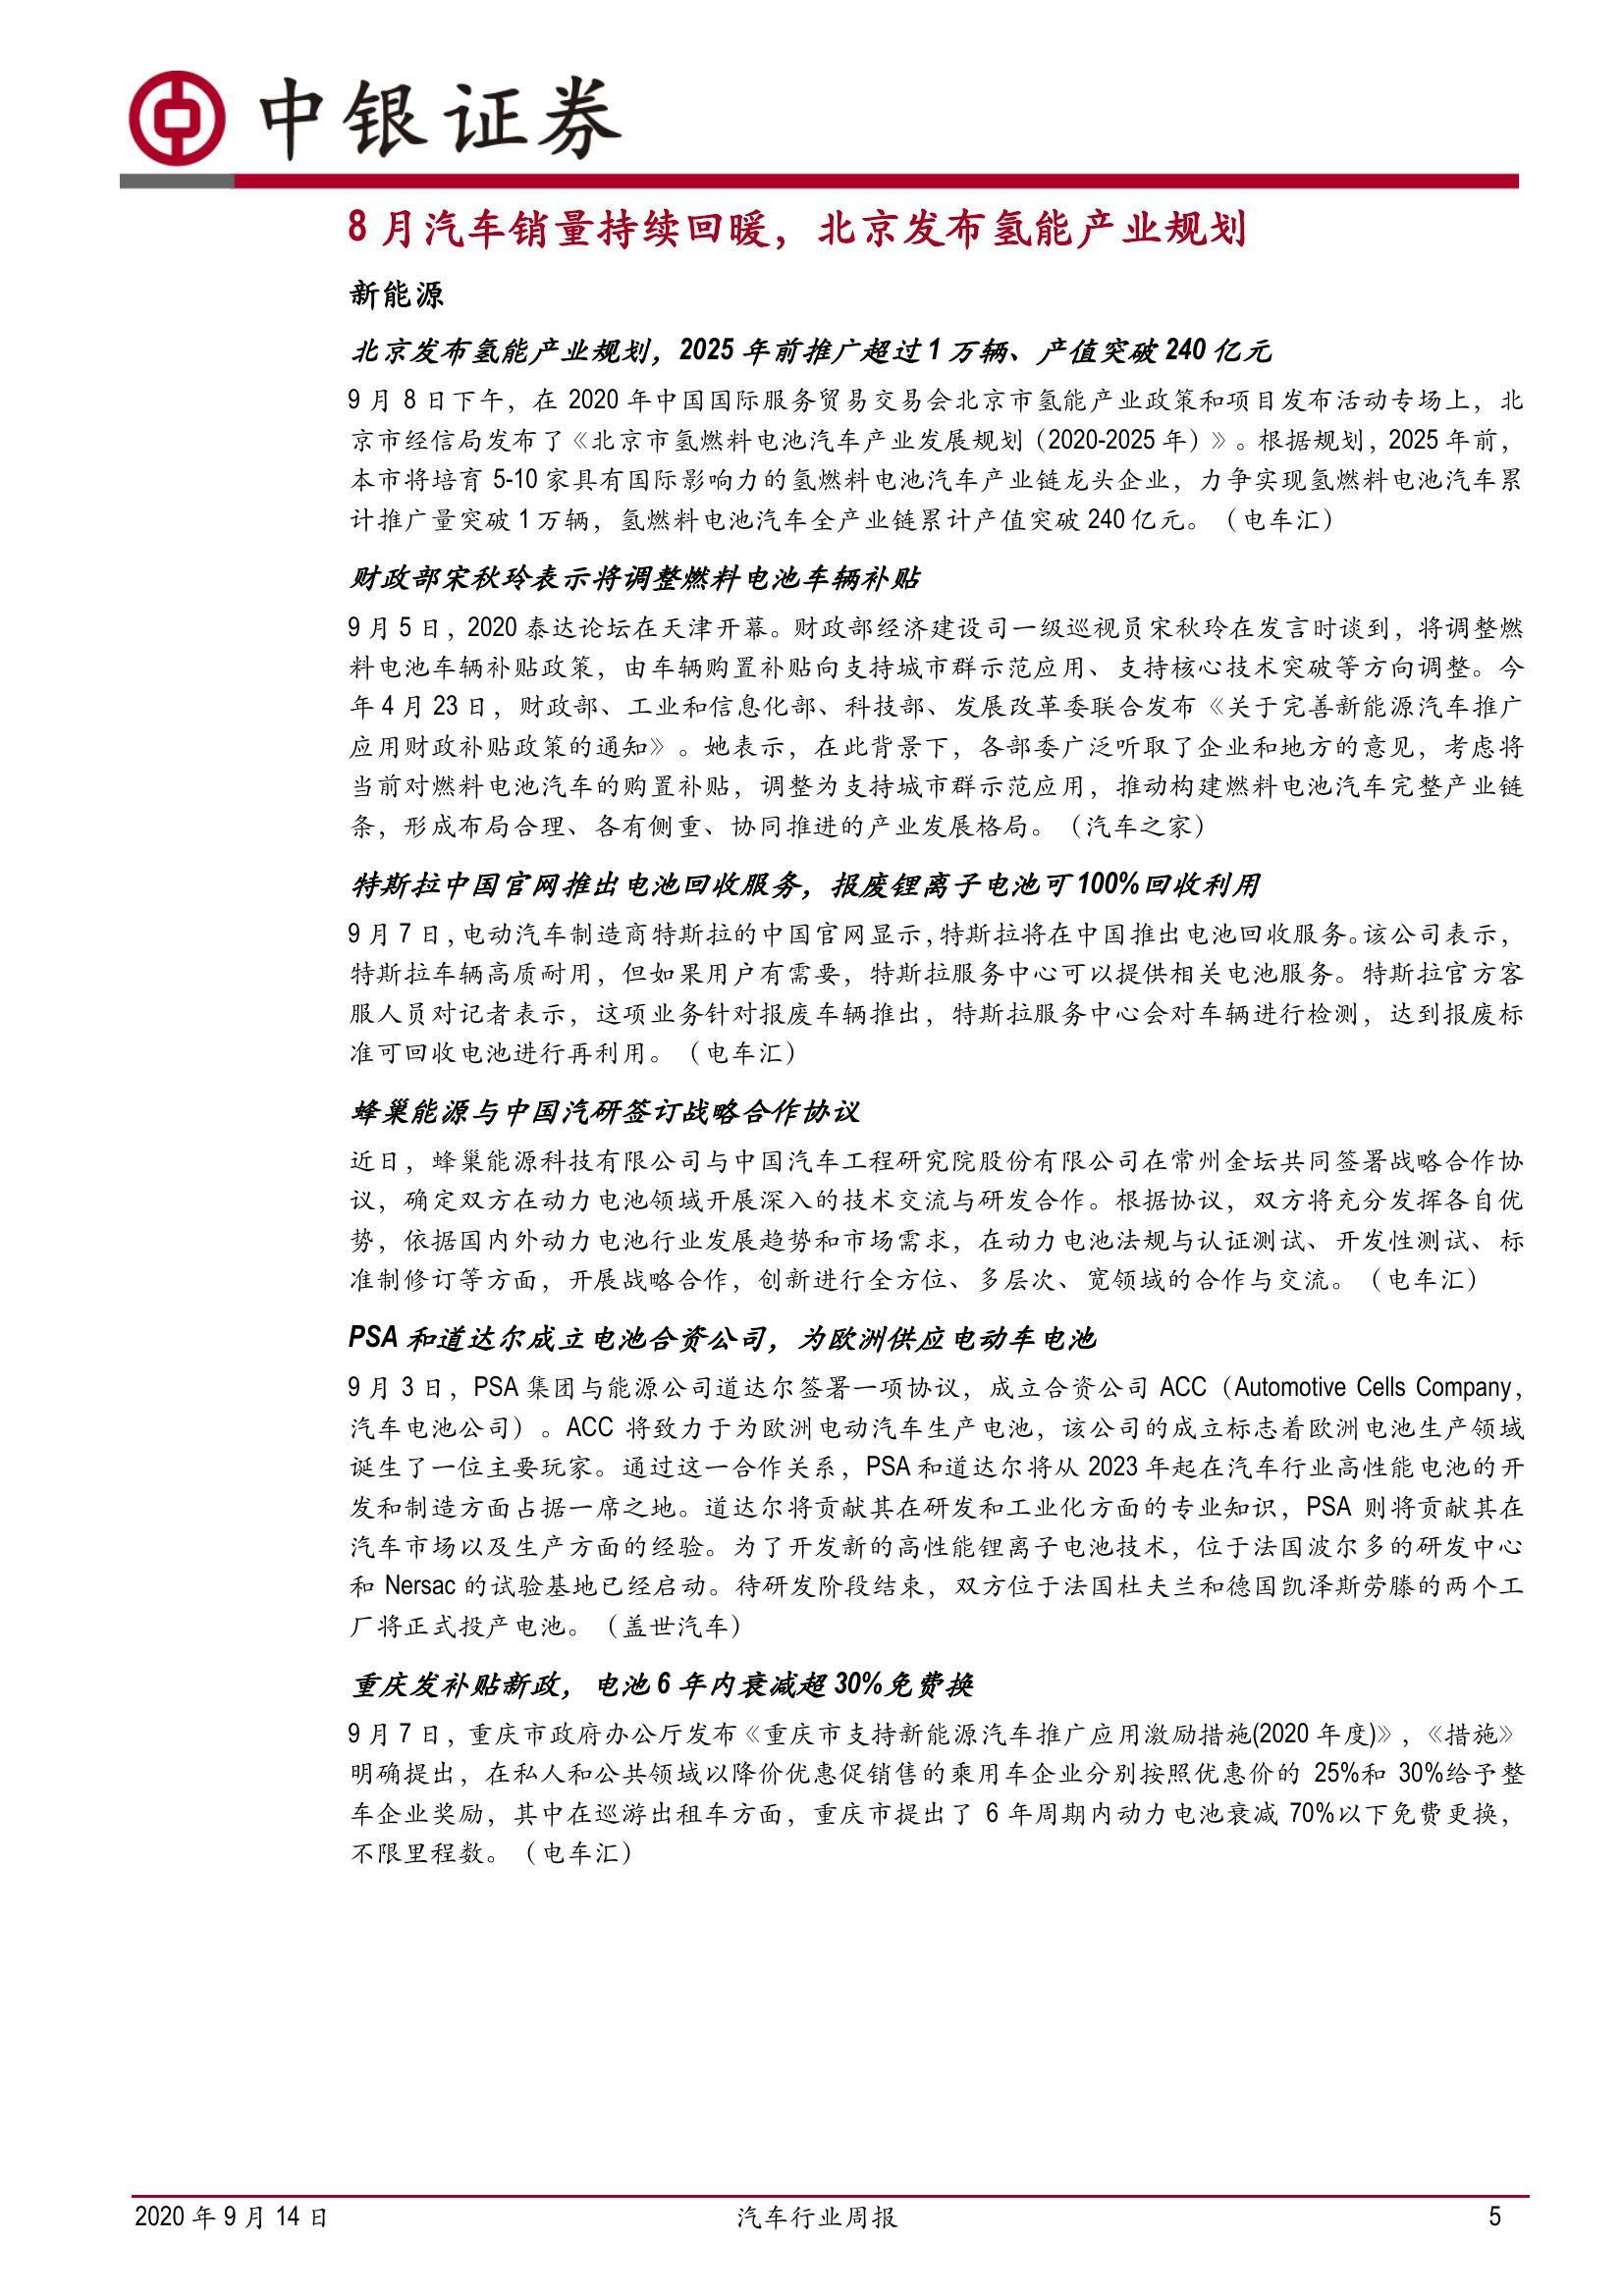 中银证券
8 月汽车销量持续回暖，北京发布氢能产业规划
新能源
北京发布氢能产业规划，2025 年前推广超过 1 万辆、产值突破 240 亿元
9 月 8 日下午，在 2020 年中国国际服务贸易交易会北京市氢能产业政策和项目发布活动专场上，北
京市经信局发布了《北京市氢燃料电池汽车产业发展规划（2020-2025 年）》。根据规划，2025 年前，
本市将培育 5-10 家具有国际影响力的氢燃料电池汽车产业链龙头企业，力争实现氢燃料电池汽车累
计推广量突破 1 万辆，氢燃料电池汽车全产业链累计产值突破 240 亿元。（电车汇）
财政部宋秋玲表示将调整燃料电池车辆补贴
9 月 5 日，2020 泰达论坛在天津开幕。财政部经济建设司一级巡视员宋秋玲在发言时谈到，将调整燃
料电池车辆补贴政策，由车辆购置补贴向支持城市群示范应用、支持核心技术突破等方向调整。今
年 4 月 23 日，财政部、工业和信息化部、科技部、发展改革委联合发布《关于完善新能源汽车推广
应用财政补贴政策的通知》。她表示，在此背景下，各部委广泛听取了企业和地方的意见，考虑将
当前对燃料电池汽车的购置补贴，调整为支持城市群示范应用，推动构建燃料电池汽车完整产业链
条，形成布局合理、各有侧重、协同推进的产业发展格局。（汽车之家）
特斯拉中国官网推出电池回收服务，报废锂离子电池可 100%回收利用
9 月 7 日，电动汽车制造商特斯拉的中国官网显示，特斯拉将在中国推出电池回收服务。该公司表示，
特斯拉车辆高质耐用，但如果用户有需要，特斯拉服务中心可以提供相关电池服务。特斯拉官方客
服人员对记者表示，这项业务针对报废车辆推出，特斯拉服务中心会对车辆进行检测，达到报废标
准可回收电池进行再利用。（电车汇）
蜂巢能源与中国汽研签订战略合作协议
近日，蜂巢能源科技有限公司与中国汽车工程研究院股份有限公司在常州金坛共同签署战略合作协
议，确定双方在动力电池领域开展深入的技术交流与研发合作。根据协议，双方将充分发挥各自优
势，依据国内外动力电池行业发展趋势和市场需求，在动力电池法规与认证测试、开发性测试、标
准制修订等方面，开展战略合作，创新进行全方位、多层次、宽领域的合作与交流。（电车汇）
PSA 和道达尔成立电池合资公司，为欧洲供应电动车电池
9 月 3 日，PSA 集团与能源公司道达尔签署一项协议，成立合资公司 ACC（Automotive Cells Company，
汽车电池公司）。ACC 将致力于为欧洲电动汽车生产电池，该公司的成立标志着欧洲电池生产领域
诞生了一位主要玩家。通过这一合作关系，PSA 和道达尔将从 2023 年起在汽车行业高性能电池的开
发和制造方面占据一席之地。道达尔将贡献其在研发和工业化方面的专业知识，PSA 则将贡献其在
汽车市场以及生产方面的经验。为了开发新的高性能锂离子电池技术，位于法国波尔多的研发中心
和 Nersac 的试验基地已经启动。待研发阶段结束，双方位于法国杜夫兰和德国凯泽斯劳滕的两个工
厂将正式投产电池。（盖世汽车）
重庆发补贴新政，电池 6 年内衰减超 30%免费换
9 月 7 日，重庆市政府办公厅发布《重庆市支持新能源汽车推广应用激励措施(2020 年度)》，《措施》
明确提出，在私人和公共领域以降价优惠促销售的乘用车企业分别按照优惠价的 25%和 30%给予整
车企业奖励，其中在巡游出租车方面，重庆市提出了 6 年周期内动力电池衰减 70%以下免费更换，
不限里程数。（电车汇）
2020 年 9 月 14 日 汽车行业周报 5